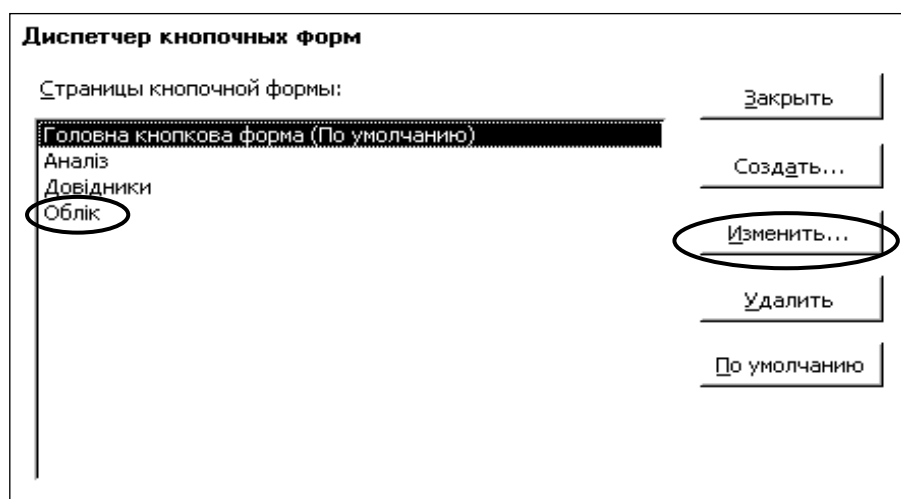 Диспетчер кнопочных форм
Страницы кнопочной формы:
Головна кнопкова форма (По умолчанию)
Аналіз
Довідники
Облік
Закрыть
Создать...
Изменить...
Удалить
По умолчанию